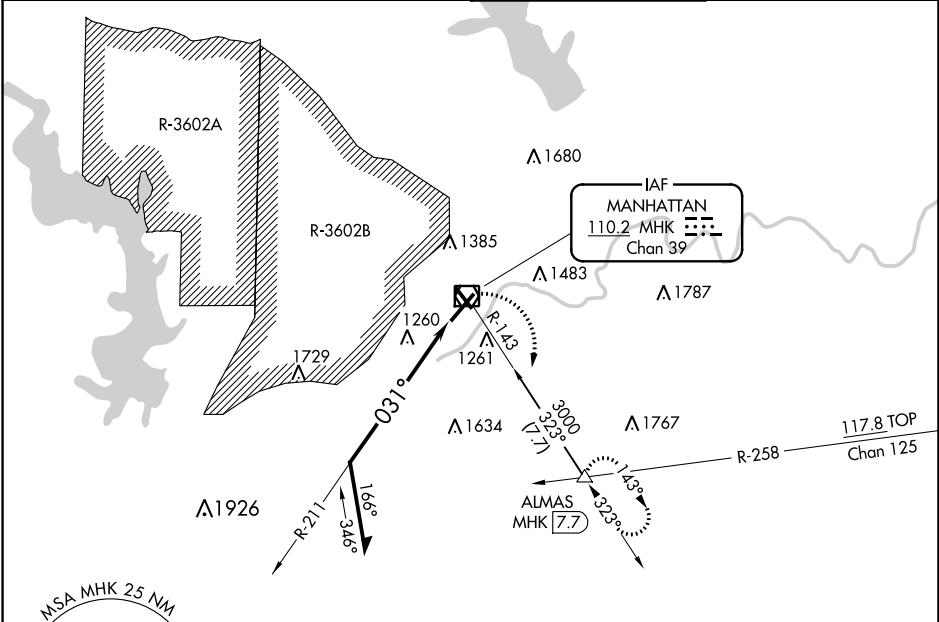 R-3602A
R-3602B
1680
IAF
MANHATTAN
110.2 MHK
Chan 39
1385
1483
1787
R-143
1260
1261
1729
031°
3000
323°
(7.7)
1634
1767
117.8 TOP
Chan 125
R-258
1926
R-211
166°
346°
ALMAS
MHK 7.7
143°
323°
MSA MHK 25 NM